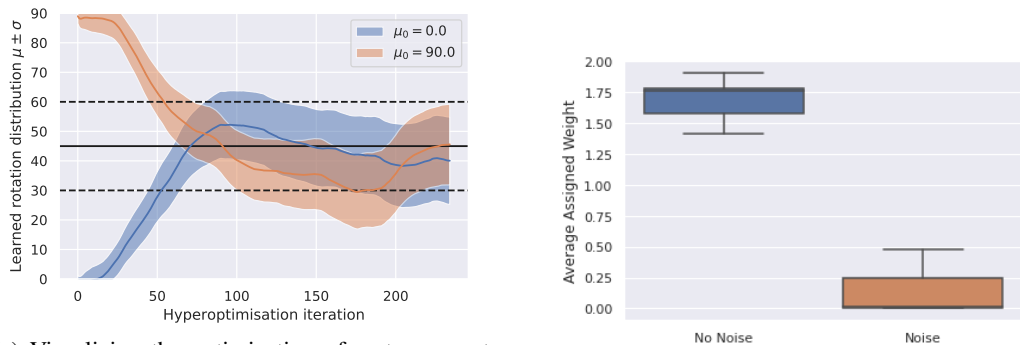 90
80
70
60
50
40
30
20
10
0
Learned rotation distribution μ ± σ
μ₀ = 0.0
μ₀ = 90.0
0 50 100 150 200
Hyperoptimisation iteration
2.00
1.75
1.50
1.25
1.00
0.75
0.50
0.25
0.00
Average Assigned Weight
No Noise Noise